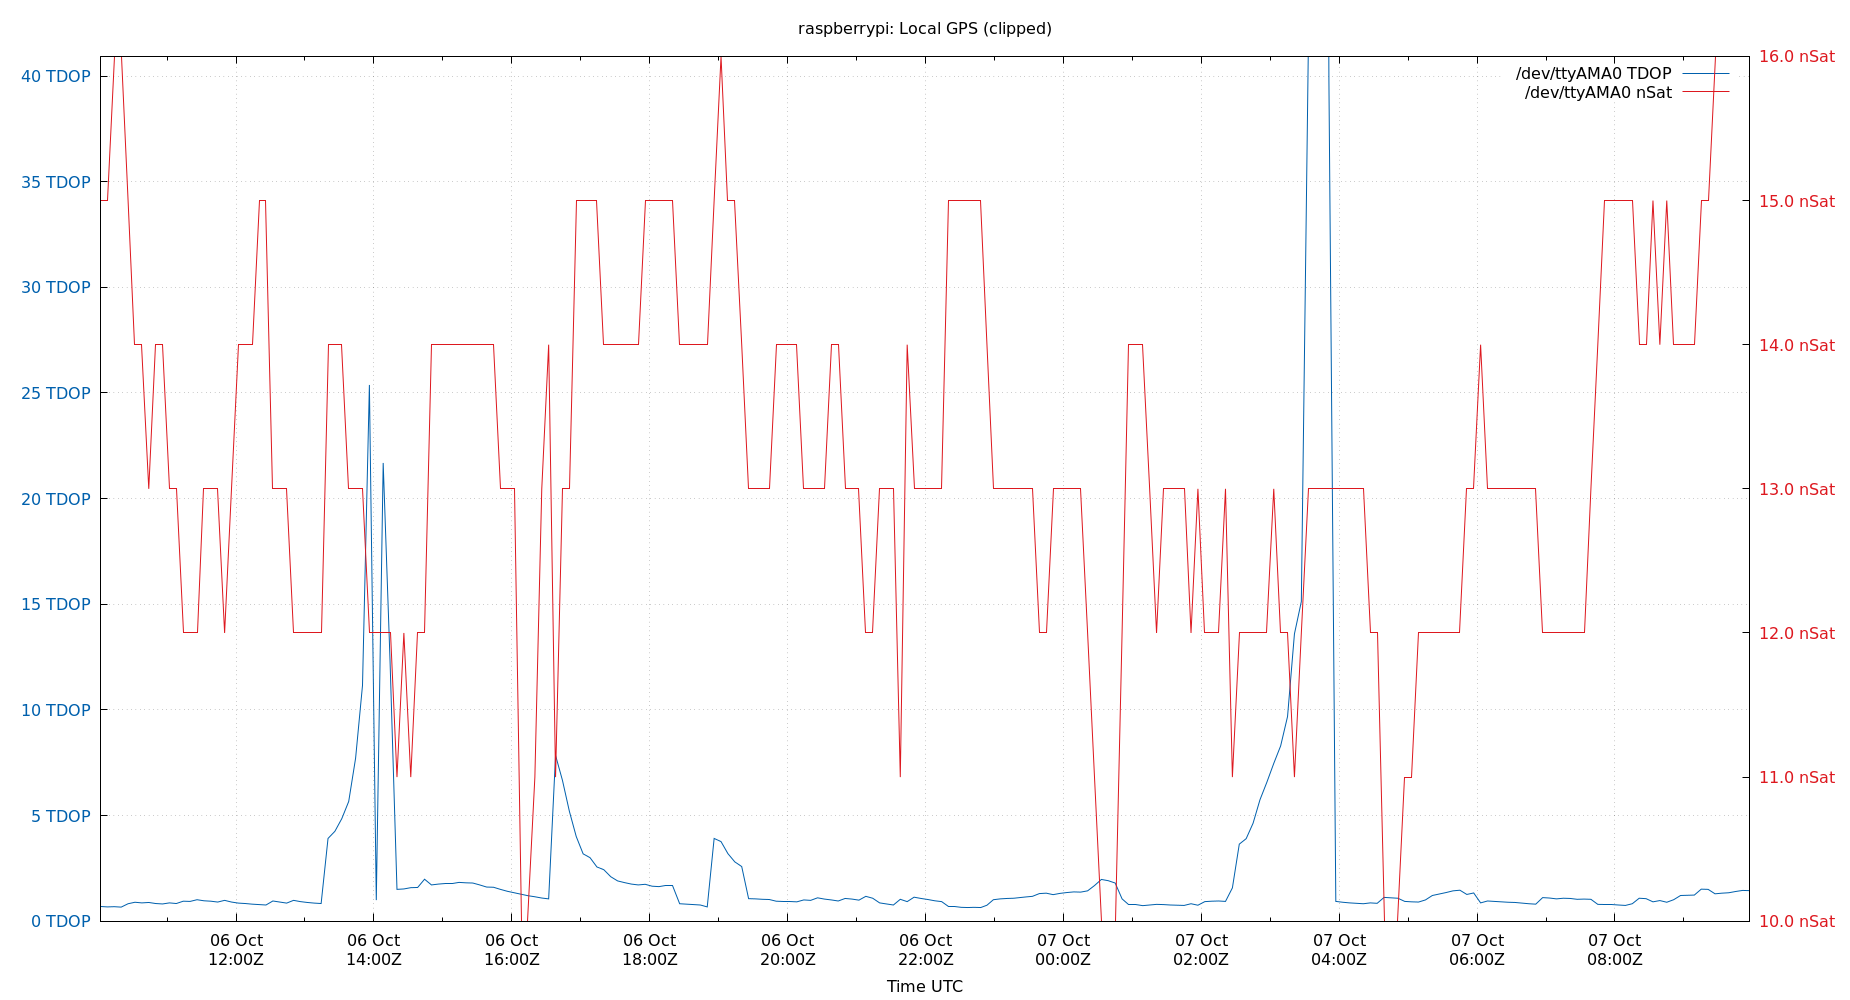 raspberrypi: Local GPS (clipped)
/dev/ttyAMA0 TDOP
/dev/ttyAMA0 nSat
40 TDOP
35 TDOP
30 TDOP
25 TDOP
20 TDOP
15 TDOP
10 TDOP
5 TDOP
0 TDOP
16.0 nSat
15.0 nSat
14.0 nSat
13.0 nSat
12.0 nSat
11.0 nSat
10.0 nSat
06 Oct
12:00Z
06 Oct
14:00Z
06 Oct
16:00Z
06 Oct
18:00Z
06 Oct
20:00Z
06 Oct
22:00Z
07 Oct
00:00Z
07 Oct
02:00Z
07 Oct
04:00Z
07 Oct
06:00Z
07 Oct
08:00Z
Time UTC